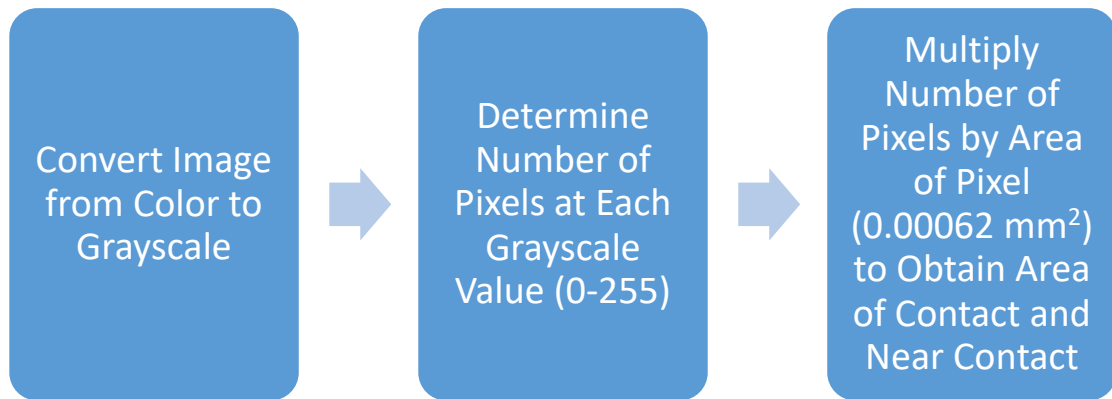 Convert Image
from Color to
Grayscale
Determine
Number of
Pixels at Each
Grayscale
Value (0-255)
Multiply
Number of
Pixels by Area
of Pixel
(0.00062 mm²)
to Obtain Area
of Contact and
Near Contact